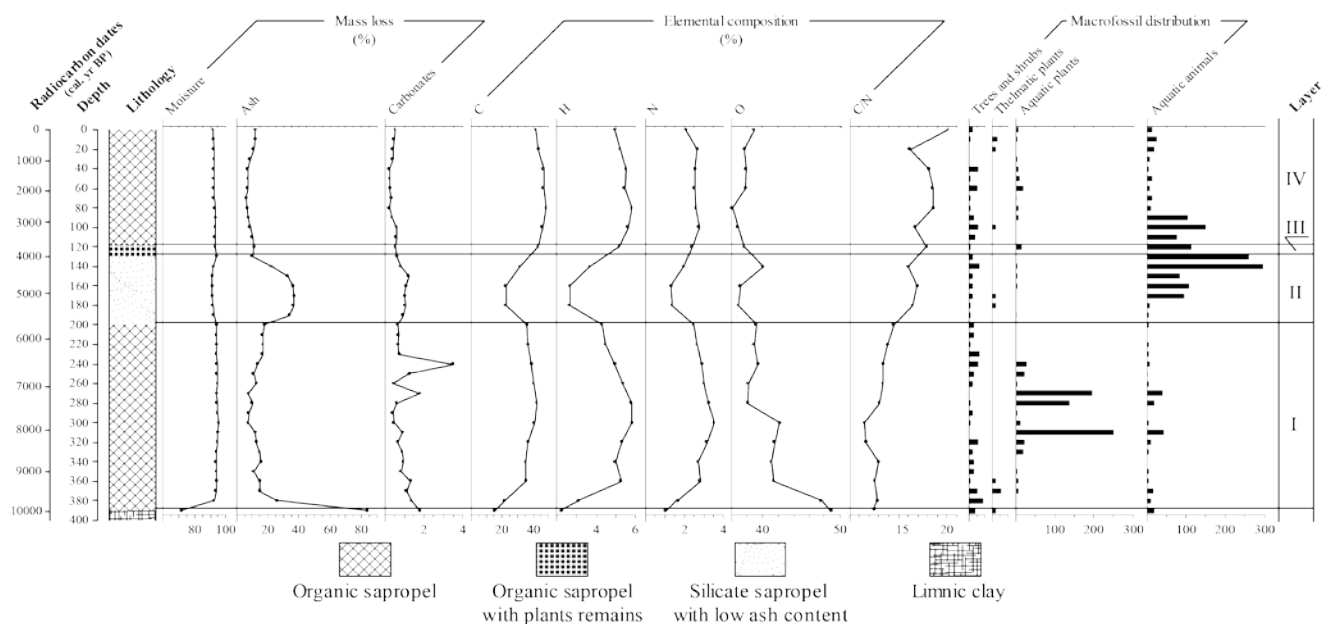 Mass loss
(%)
Elemental composition
(%)
Macrofossil distribution
Radiocarbon dates
(cal. yr BP)
Depth
Lithology
Moisture
Ash
Carbonates
C
H
N
O
C/N
Trees and shrubs
Thelmatic plants
Aquatic plants
Aquatic animals
Layer
0
3000
2000
3000
4000
5000
6000
7000
8000
9000
10000
0
20
40
60
80
100
120
140
160
180
200
220
240
260
280
300
320
340
360
380
400
IV
III
II
I
80 100 20 40 60 80 2 4 20 40 4 6 2 4 40 50 15 20 100 200 300 100 200 300
Organic sapropel
Organic sapropel
with plants remains
Silicate sapropel
with low ash content
Limnic clay